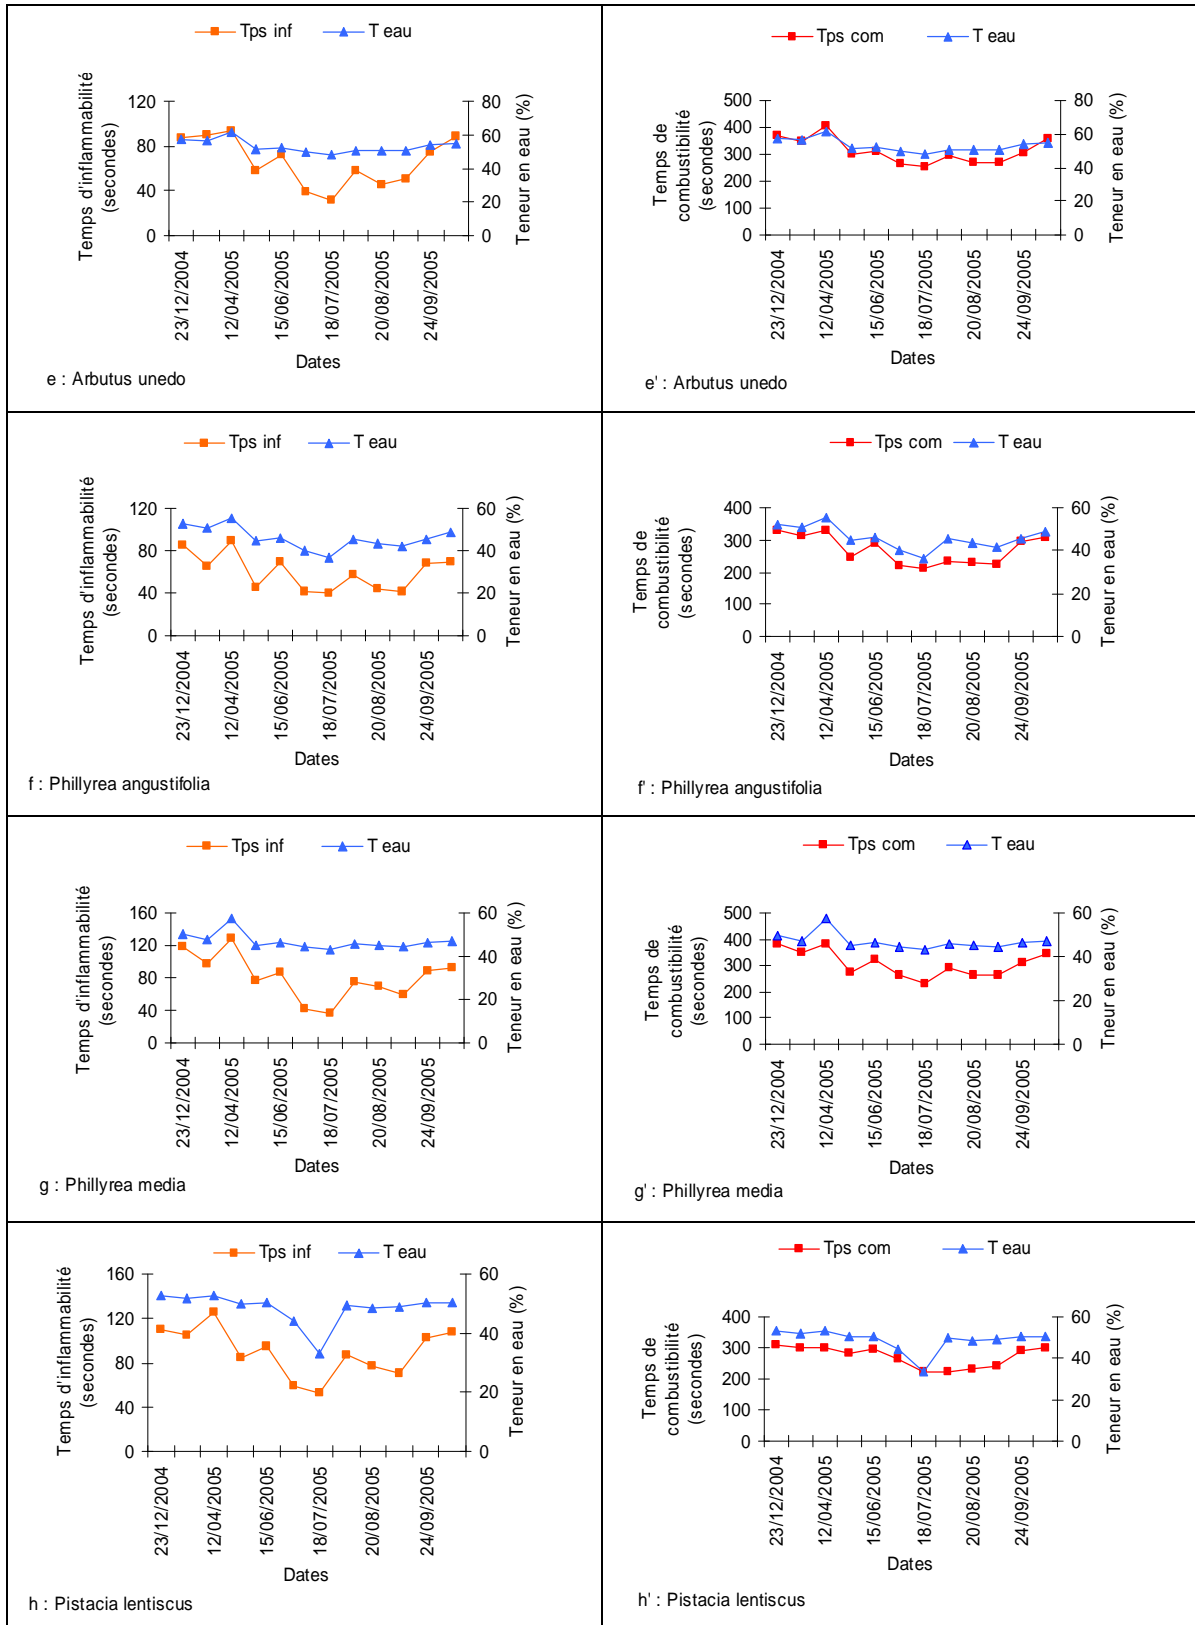 Tps inf T eau
Temps d'inflammabilité
(secondes)
120
80
40
0
80
60
40
20
0
Teneur en eau (%)
23/12/2004
12/04/2005
15/06/2005
18/07/2005
20/08/2005
24/09/2005
Dates
e : Arbutus unedo
Tps com T eau
Temps de
combustibilité
(secondes)
500
400
300
200
100
0
80
60
40
20
0
Teneur en eau (%)
23/12/2004
12/04/2005
15/06/2005
18/07/2005
20/08/2005
24/09/2005
Dates
e' : Arbutus unedo
Tps inf T eau
Temps d'inflammabilité
(secondes)
120
80
40
0
60
40
20
0
Teneur en eau (%)
23/12/2004
12/04/2005
15/06/2005
18/07/2005
20/08/2005
24/09/2005
Dates
f : Phillyrea angustifolia
Tps com T eau
Temps de
combustibilité
(secondes)
400
300
200
100
0
60
40
20
0
Teneur en eau (%)
23/12/2004
12/04/2005
15/06/2005
18/07/2005
20/08/2005
24/09/2005
Dates
f' : Phillyrea angustifolia
Tps inf T eau
Temps d'inflammabilité
(secondes)
160
120
80
40
0
60
40
20
0
Teneur en eau (%)
23/12/2004
12/04/2005
15/06/2005
18/07/2005
20/08/2005
24/09/2005
Dates
g : Phillyrea media
Tps com T eau
Temps de
combustibilité
(secondes)
500
400
300
200
100
0
60
40
20
0
Tneur en eau (%)
23/12/2004
12/04/2005
15/06/2005
18/07/2005
20/08/2005
24/09/2005
Dates
g' : Phillyrea media
Tps inf T eau
Temps d'inflammabilité
(secondes)
160
120
80
40
0
60
40
20
0
Teneur en eau (%)
23/12/2004
12/04/2005
15/06/2005
18/07/2005
20/08/2005
24/09/2005
Dates
h : Pistacia lentiscus
Tps com T eau
Temps de
combustibilité
(secondes)
400
300
200
100
0
60
40
20
0
Teneur en eau (%)
23/12/2004
12/04/2005
15/06/2005
18/07/2005
20/08/2005
24/09/2005
Dates
h' : Pistacia lentiscus